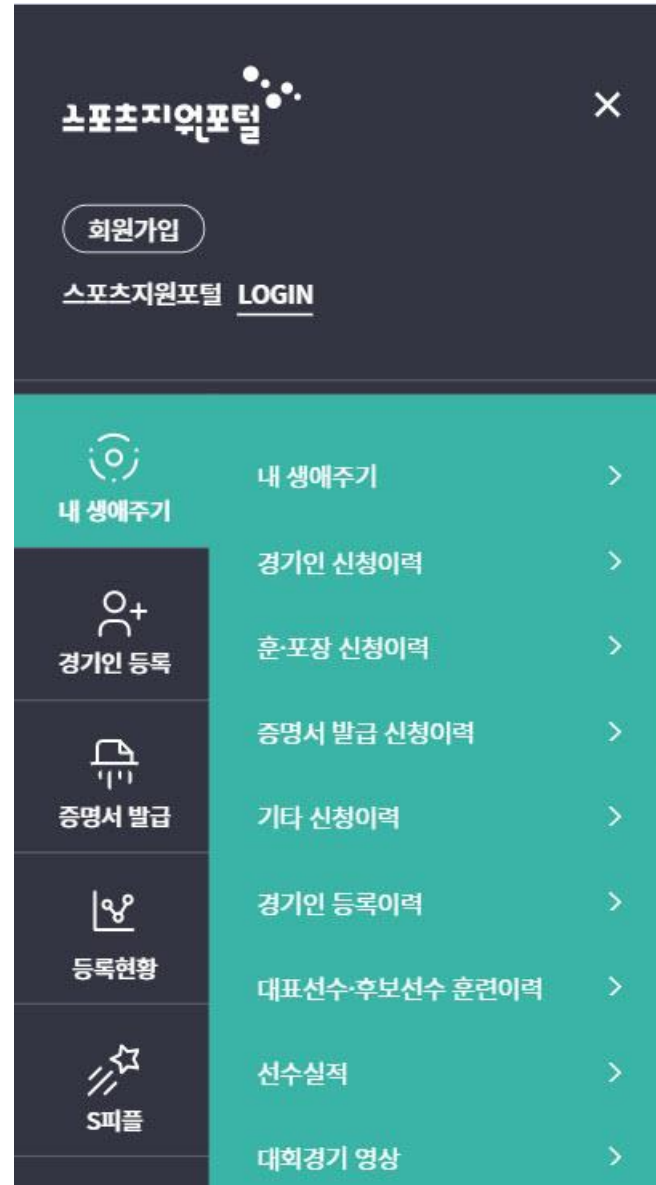 스포츠지원포털
회원가입
스포츠지원포털 LOGIN
내 생애주기
경기인 등록
증명서 발급
등록현황
S피플
내 생애주기
경기인 신청이력
훈·포장 신청이력
증명서 발급 신청이력
기타 신청이력
경기인 등록이력
대표선수·후보선수 훈련이력
선수실적
대회경기 영상